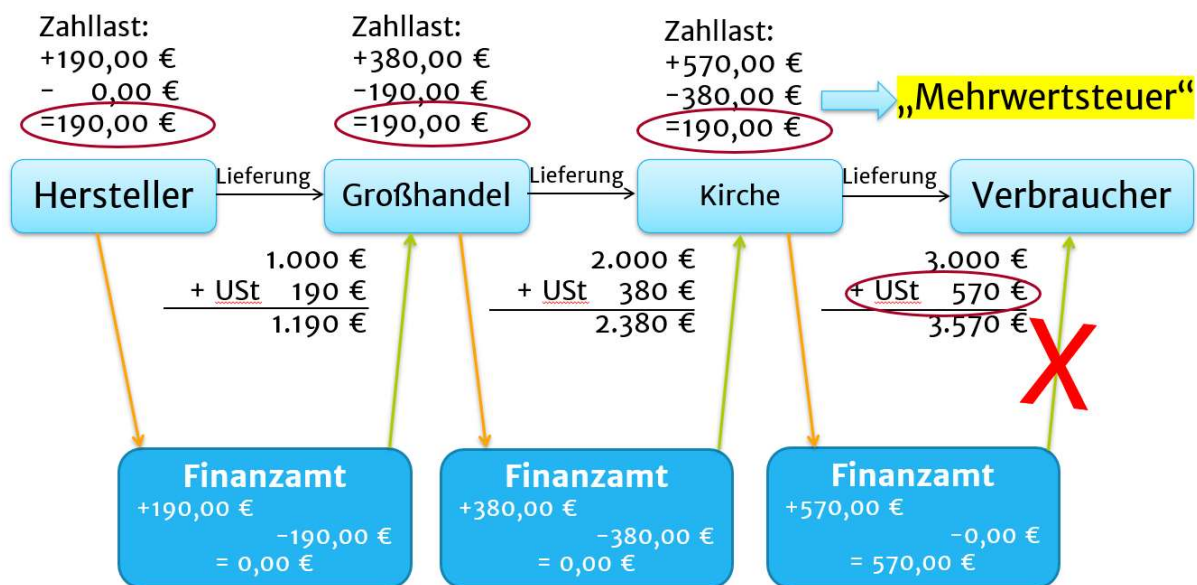 Zahllast:
+190,00 €
- 0,00 €
=190,00 €
Zahllast:
+380,00 €
-190,00 €
=190,00 €
Zahllast:
+570,00 €
-380,00 €
=190,00 €
„Mehrwertsteuer“
Hersteller
Lieferung
Großhandel
Lieferung
Kirche
Lieferung
Verbraucher
1.000 €
+ USt 190 €
1.190 €
2.000 €
+ USt 380 €
2.380 €
3.000 €
+ USt 570 €
3.570 €
X
Finanzamt
+190,00 €
-190,00 €
= 0,00 €
Finanzamt
+380,00 €
-380,00 €
= 0,00 €
Finanzamt
+570,00 €
-0,00 €
= 570,00 €